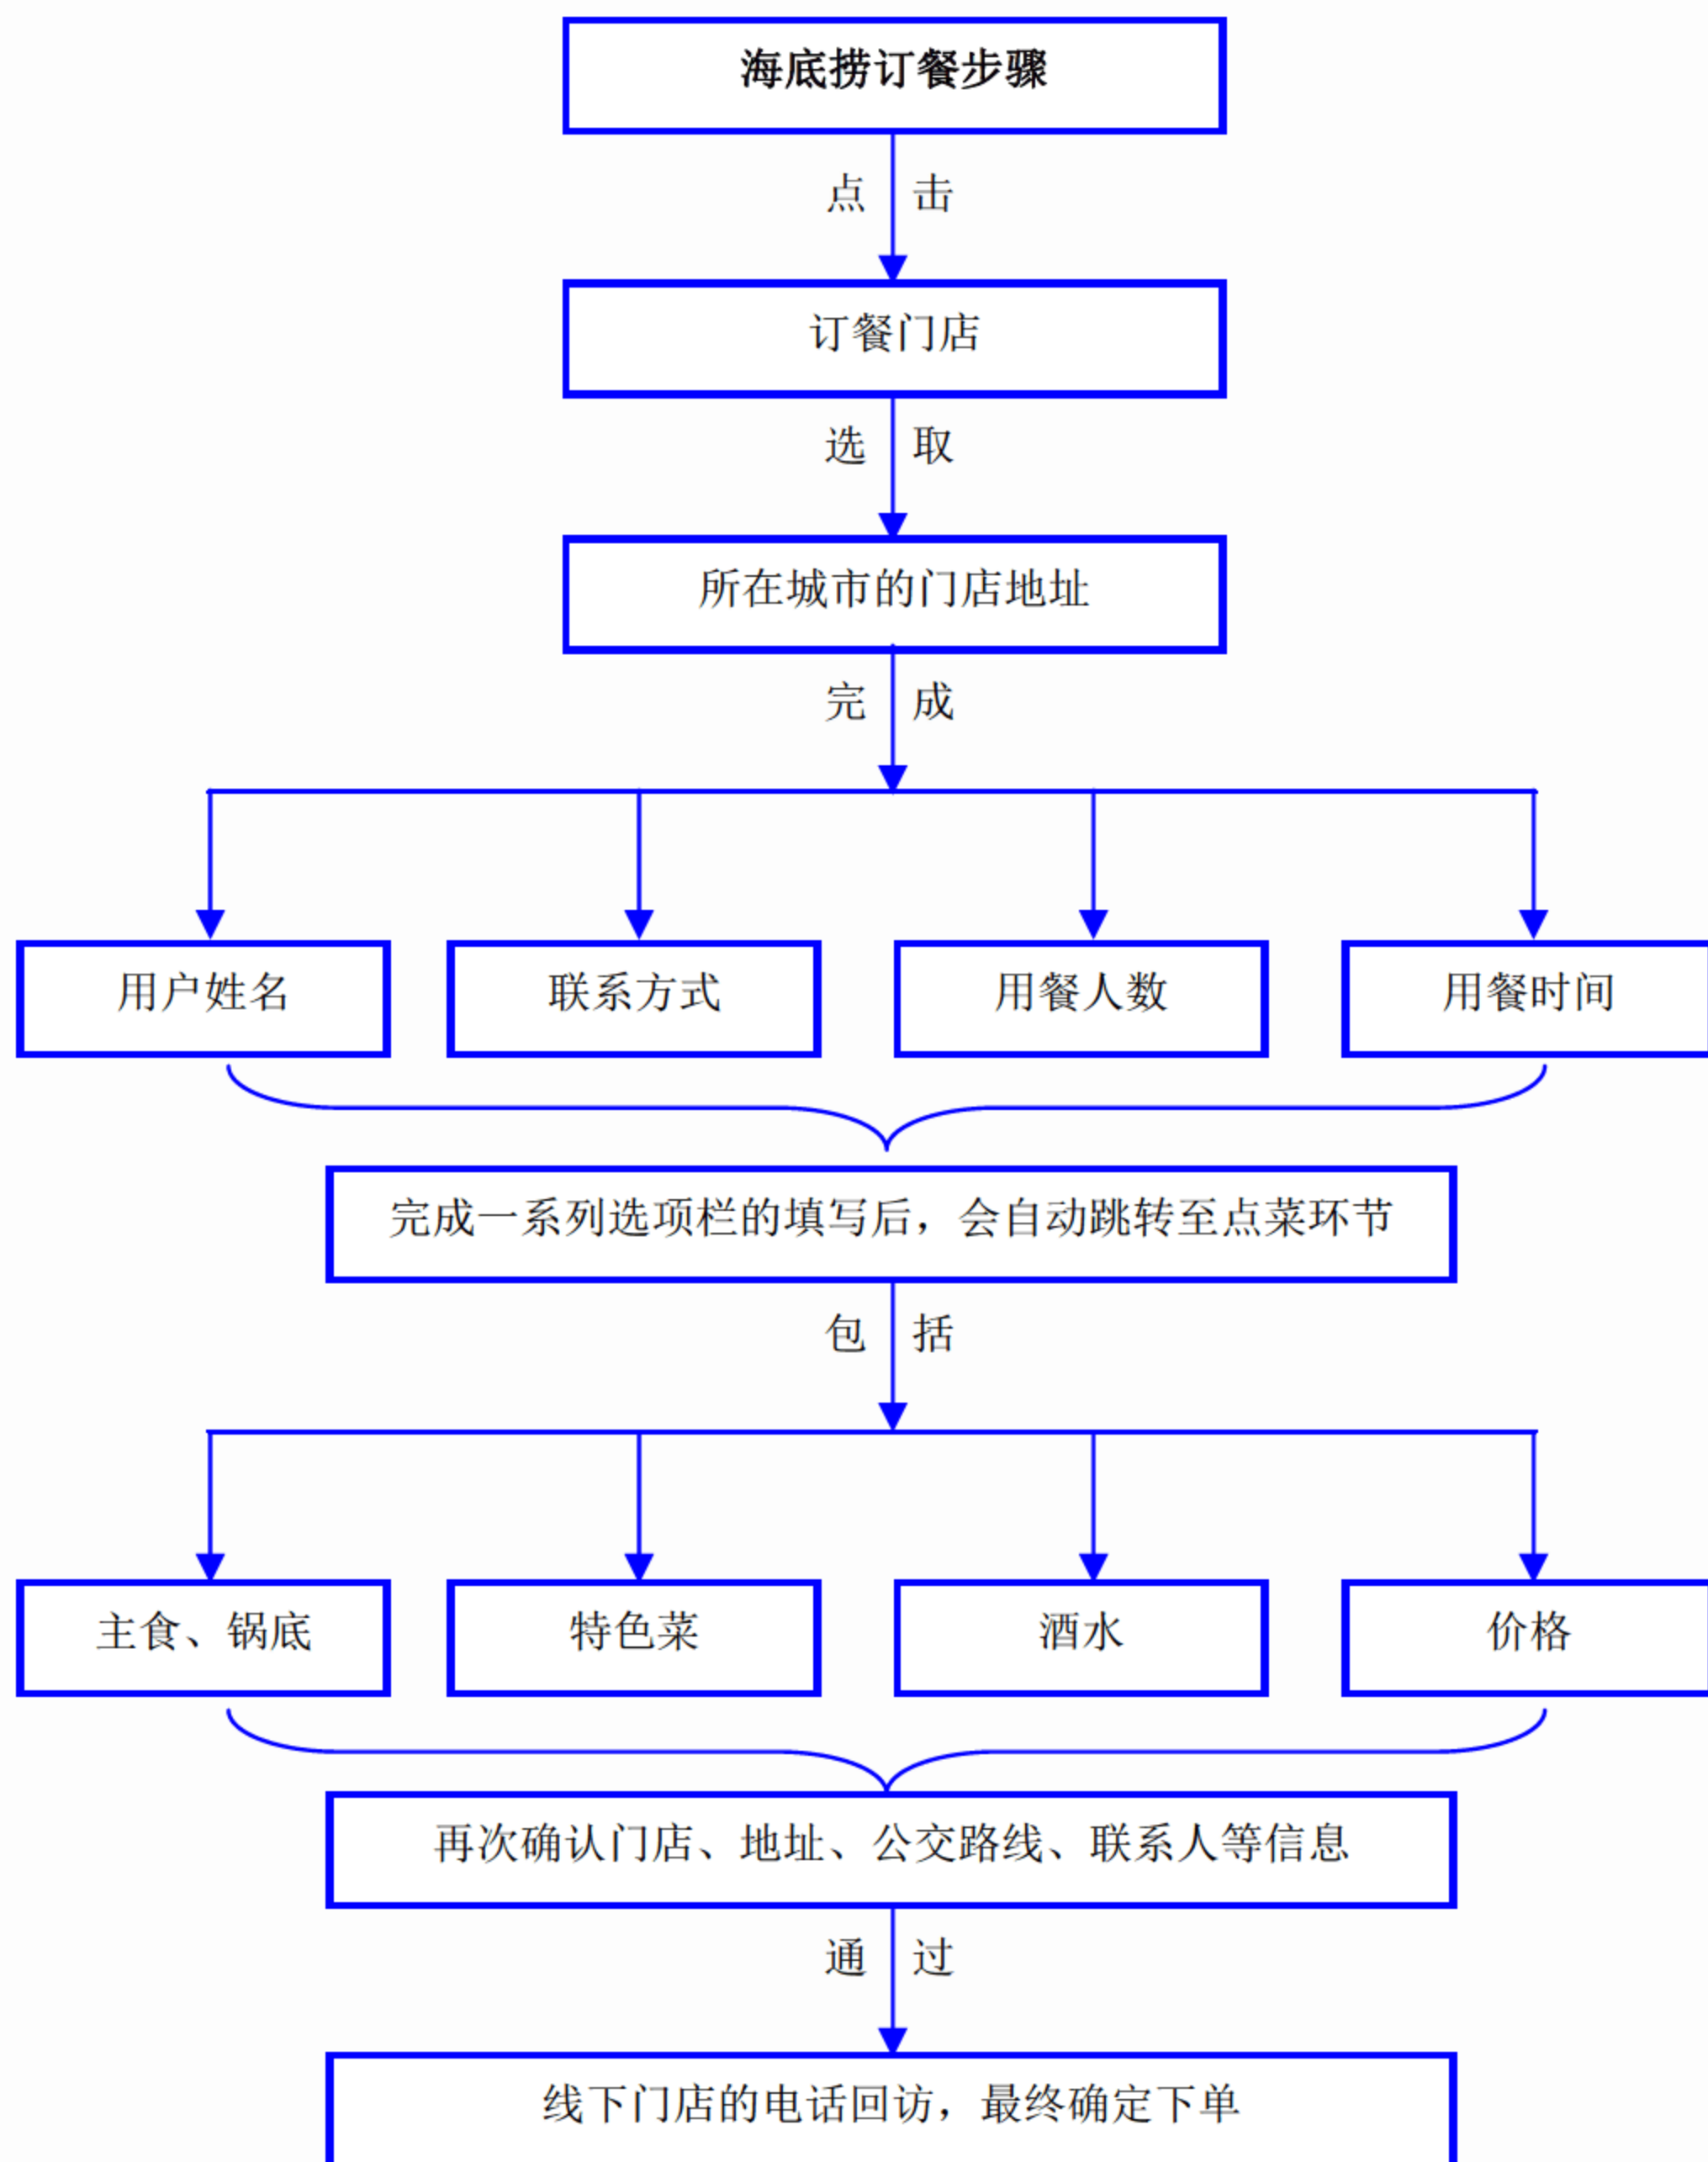 海底捞订餐步骤
点 击
订餐门店
选 取
所在城市的门店地址
完 成
用户姓名 联系方式 用餐人数 用餐时间
完成一系列选项栏的填写后，会自动跳转至点菜环节
包 括
主食、锅底 特色菜 酒水 价格
再次确认门店、地址、公交路线、联系人等信息
通 过
线下门店的电话回访，最终确定下单